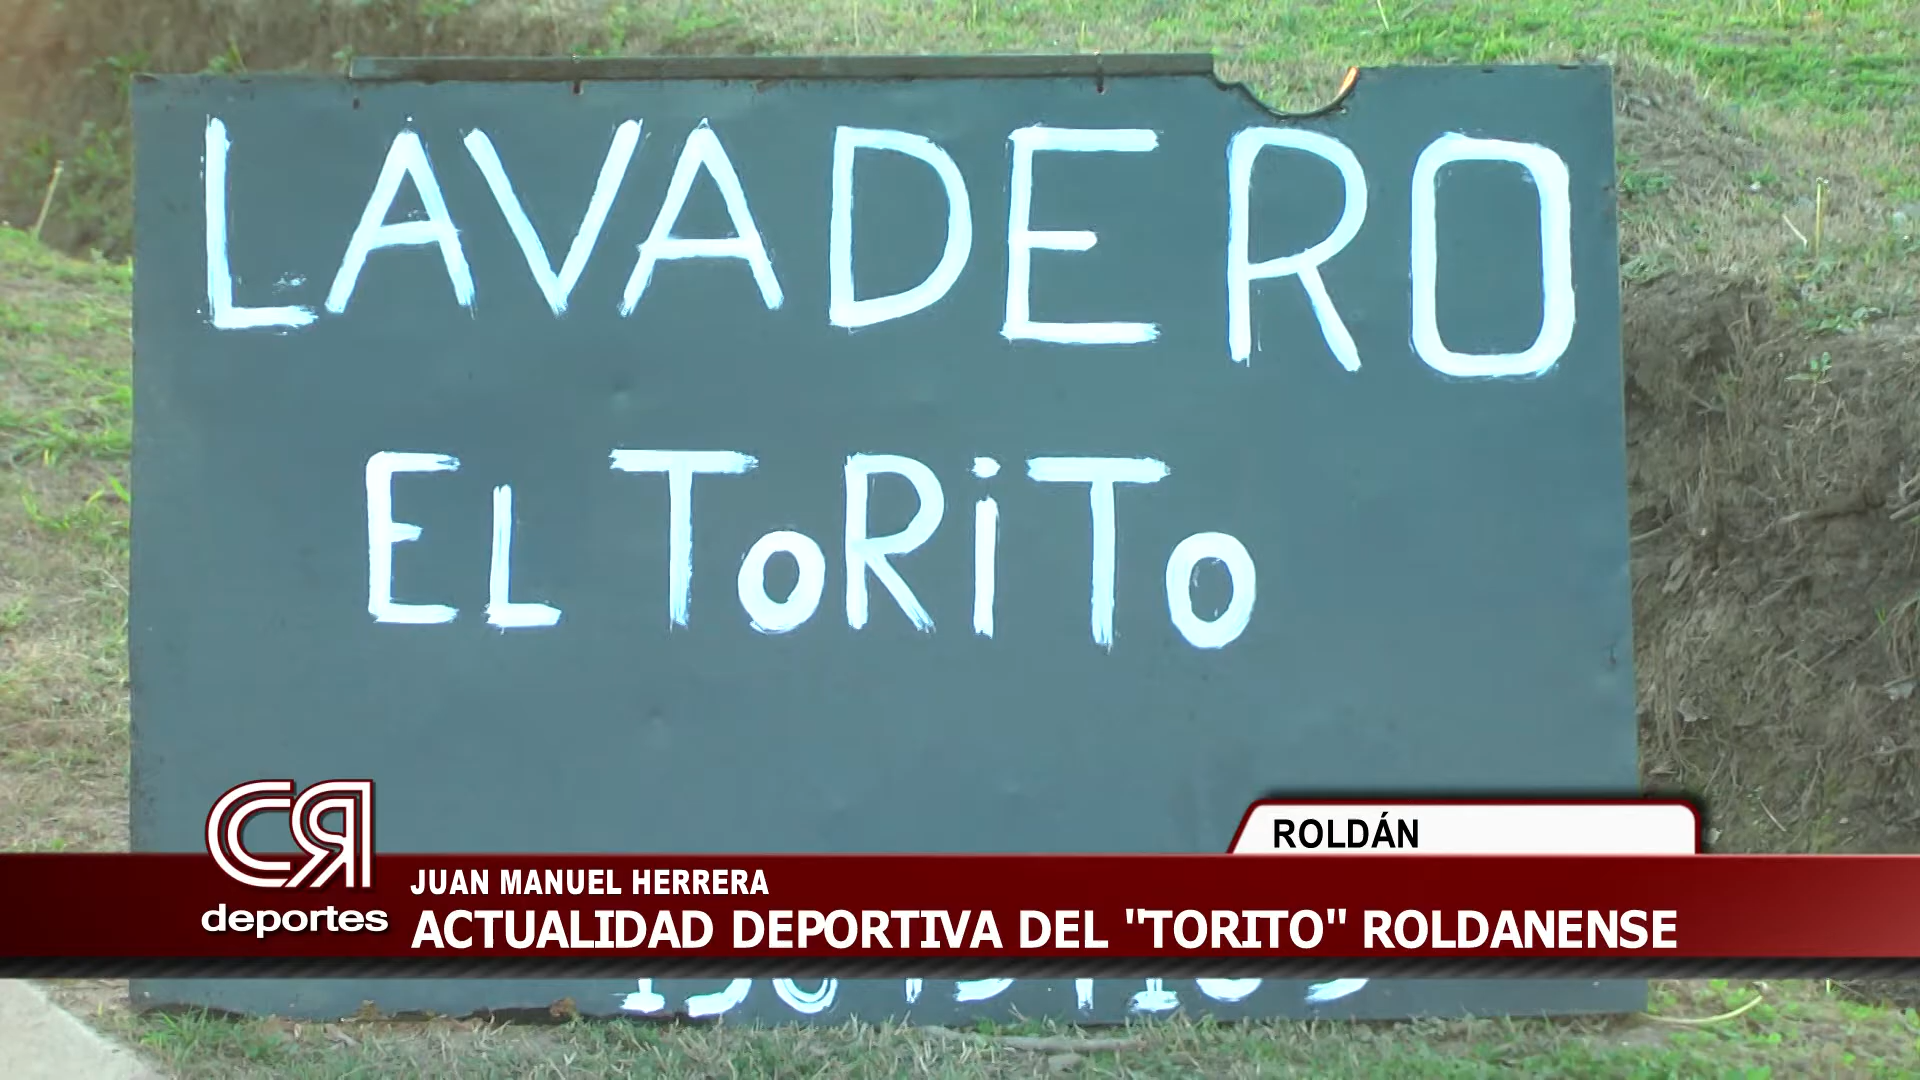 LAVADERO
EL ToRiTo
ROLDÁN
CR
deportes
JUAN MANUEL HERRERA
ACTUALIDAD DEPORTIVA DEL "TORITO" ROLDANENSE